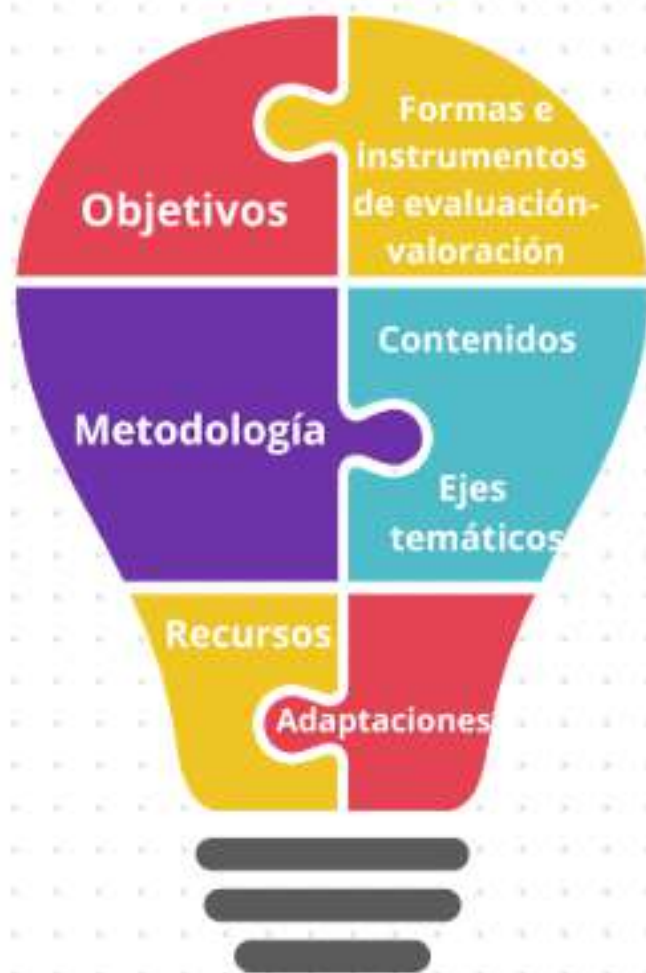 Objetivos
Formas e
instrumentos
de evaluación-
valoración
Metodología
Contenidos
Ejes
temáticos
Recursos
Adaptaciones